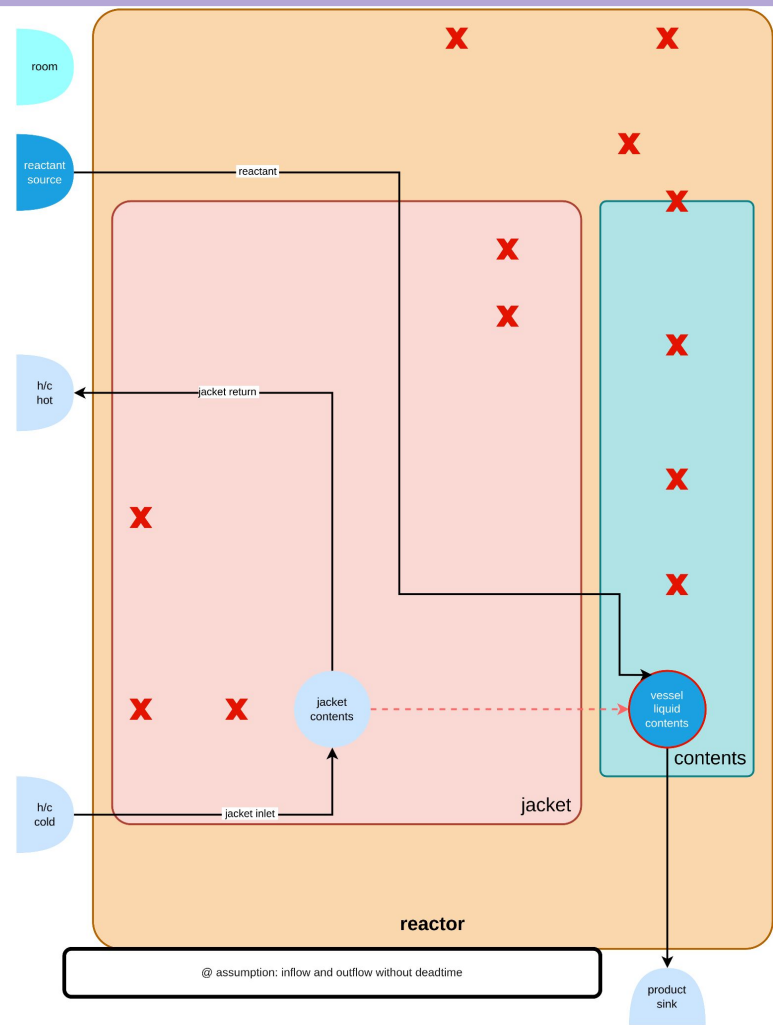 room
reactant
source
reactant
h/c
hot
jacket return
jacket
contents
vessel
liquid
contents
contents
h/c
cold
jacket inlet
jacket
reactor
@ assumption: inflow and outflow without deadtime
product
sink